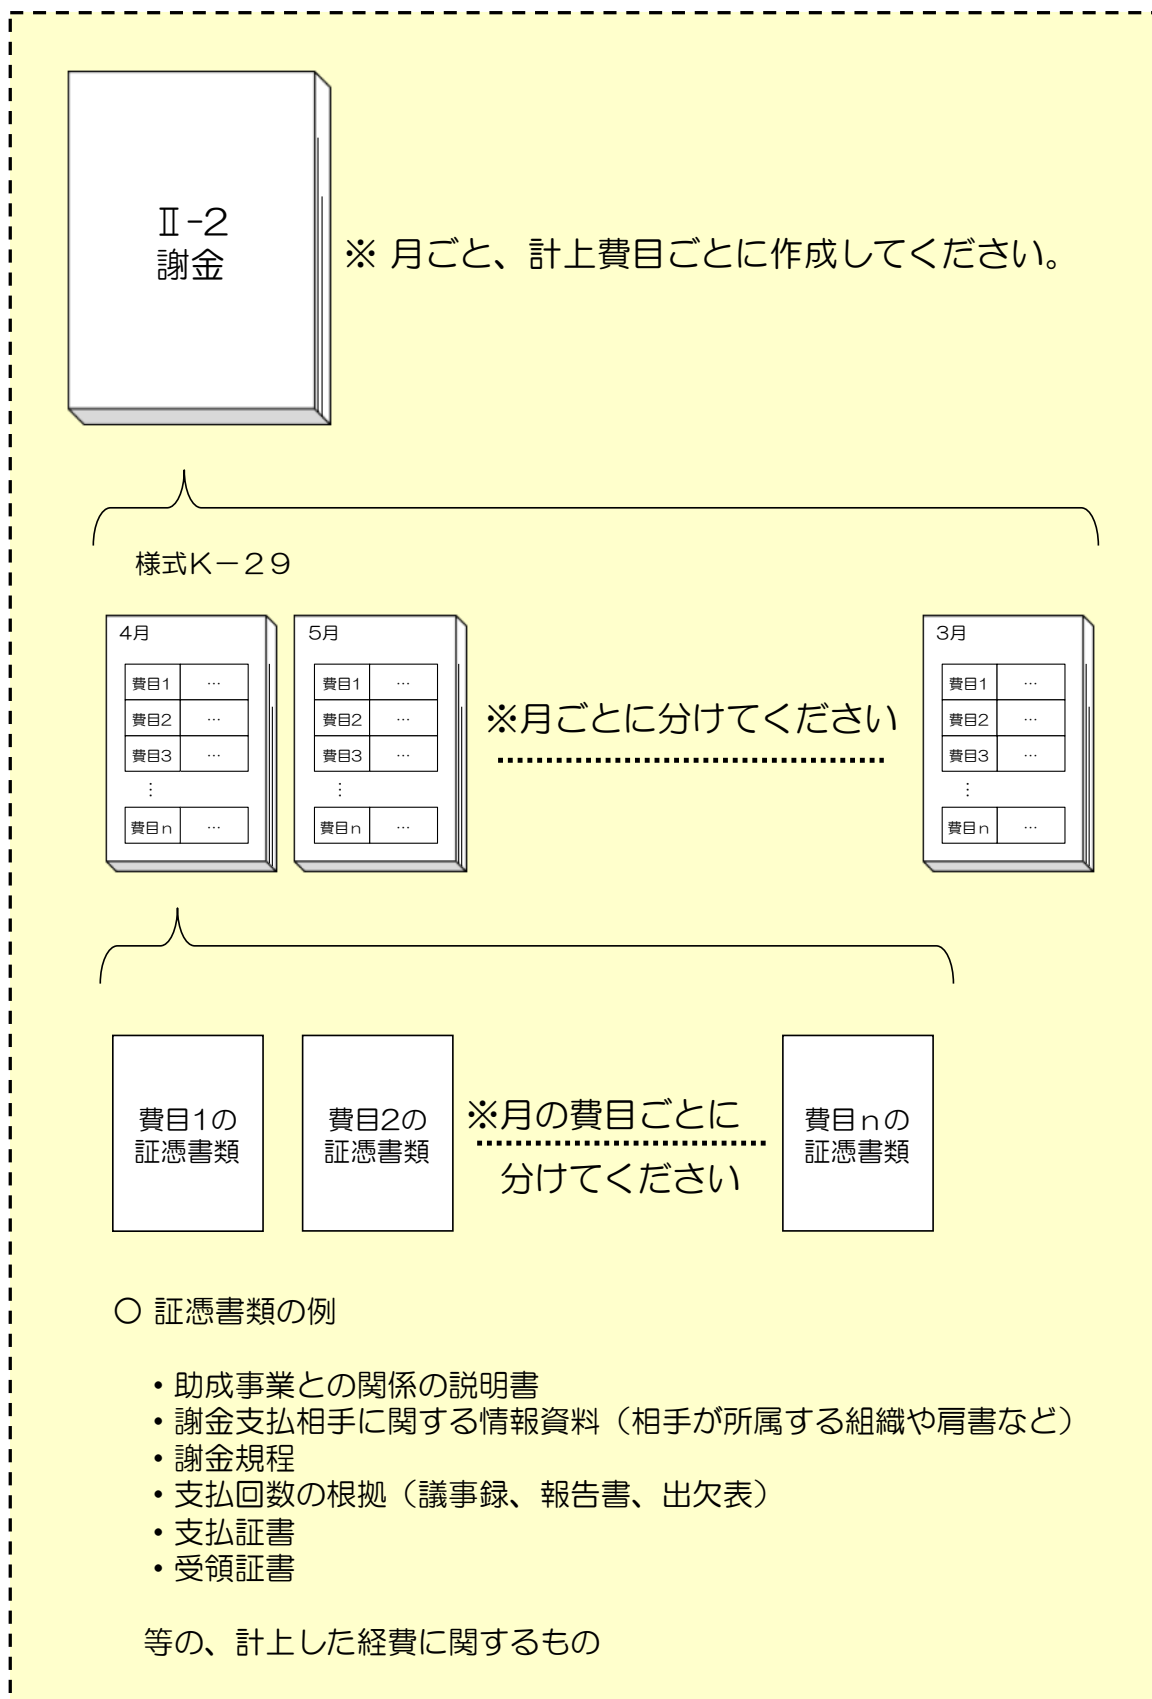 Ⅱ-2
謝金
※ 月ごと、計上費目ごとに作成してください。
様式K－２９
4月
費目1 …
費目2 …
費目3 …
⋮
費目n …
5月
費目1 …
費目2 …
費目3 …
⋮
費目n …
※月ごとに分けてください
3月
費目1 …
費目2 …
費目3 …
⋮
費目n …
費目1の
証憑書類
費目2の
証憑書類
※月の費目ごとに
分けてください
費目nの
証憑書類
〇 証憑書類の例
・助成事業との関係の説明書
・謝金支払相手に関する情報資料（相手が所属する組織や肩書など）
・謝金規程
・支払回数の根拠（議事録、報告書、出欠表）
・支払証書
・受領証書
等の、計上した経費に関するもの